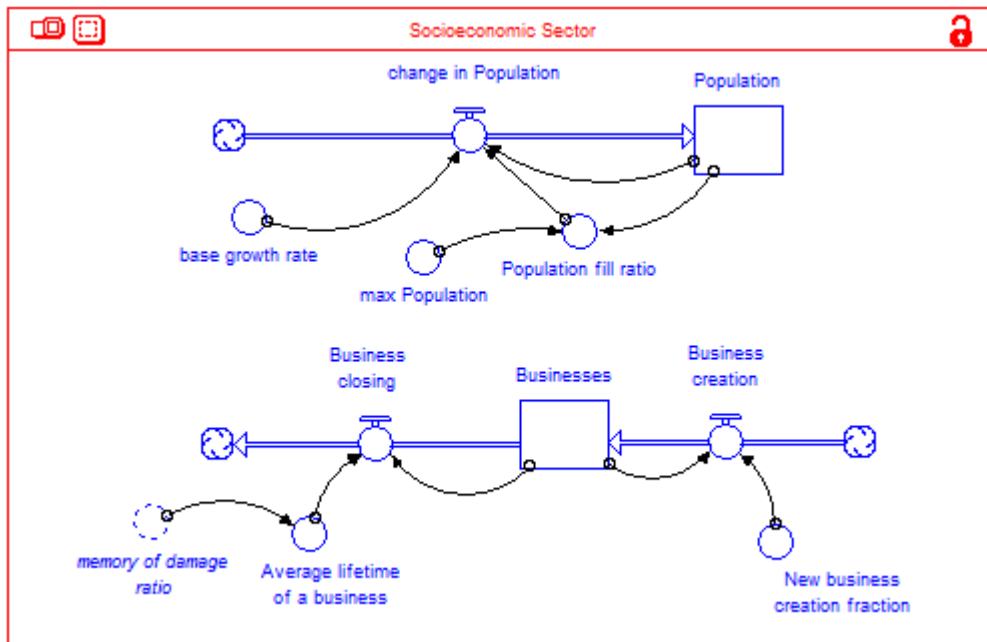 Socioeconomic Sector
change in Population
Population
base growth rate
max Population
Population fill ratio
Business
closing
Businesses
Business
creation
memory of damage
ratio
Average lifetime
of a business
New business
creation fraction